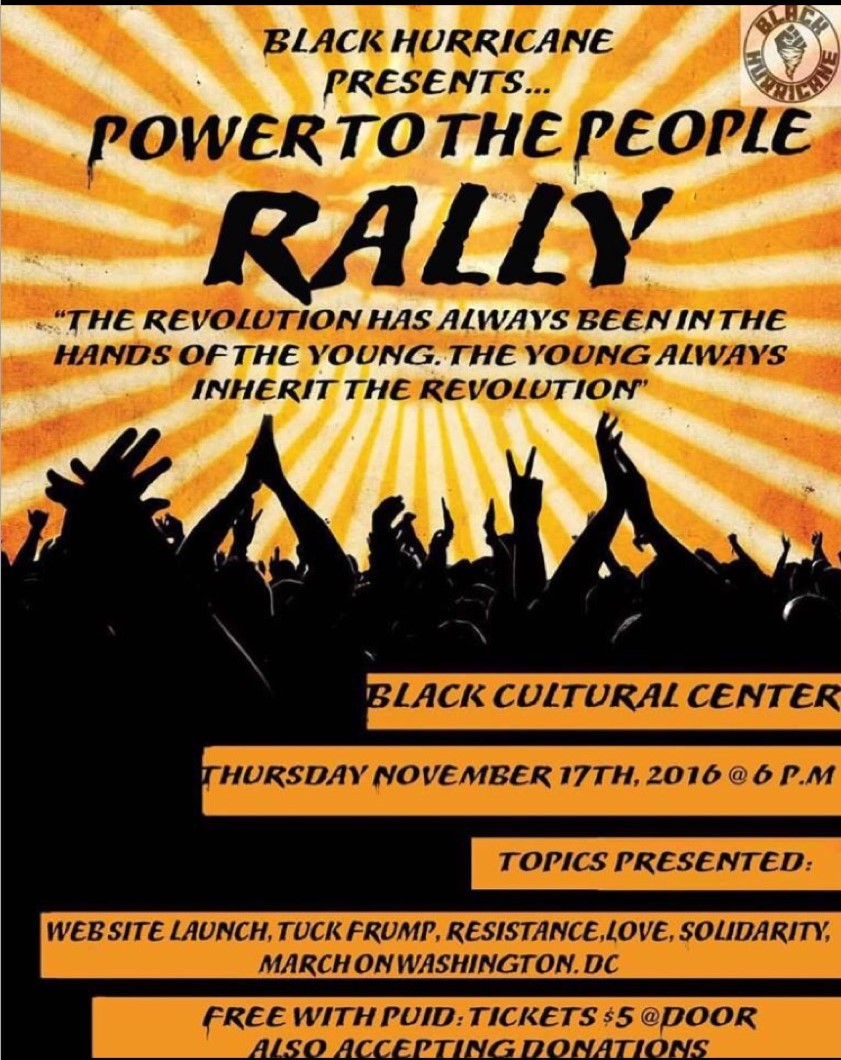 BLACK HURRICANE
BLACK HURRICANE
PRESENTS...
POWER TO THE PEOPLE
RALLY
"THE REVOLUTION HAS ALWAYS BEEN IN THE
HANDS OF THE YOUNG. THE YOUNG ALWAYS
INHERIT THE REVOLUTION"
BLACK CULTURAL CENTER
THURSDAY NOVEMBER 17TH, 2016 @ 6 P.M
TOPICS PRESENTED:
WEBSITE LAUNCH, TUCK FRUMP, RESISTANCE, LOVE, SOLIDARITY,
MARCH ON WASHINGTON. DC
FREE WITH PUID: TICKETS $5 @DOOR
ALSO ACCEPTING DONATIONS